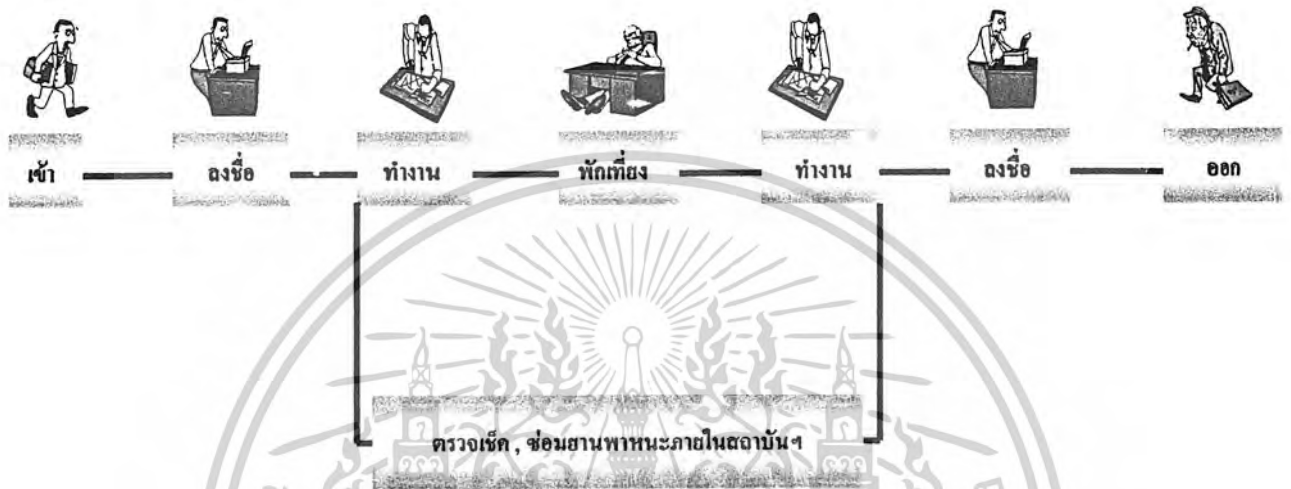 เข้า ลงชื่อ ทำงาน พักเที่ยง ทำงาน ลงชื่อ ออก
ตรวจเช็ค , ซ่อมยานพาหนะภายในสถาบันฯ